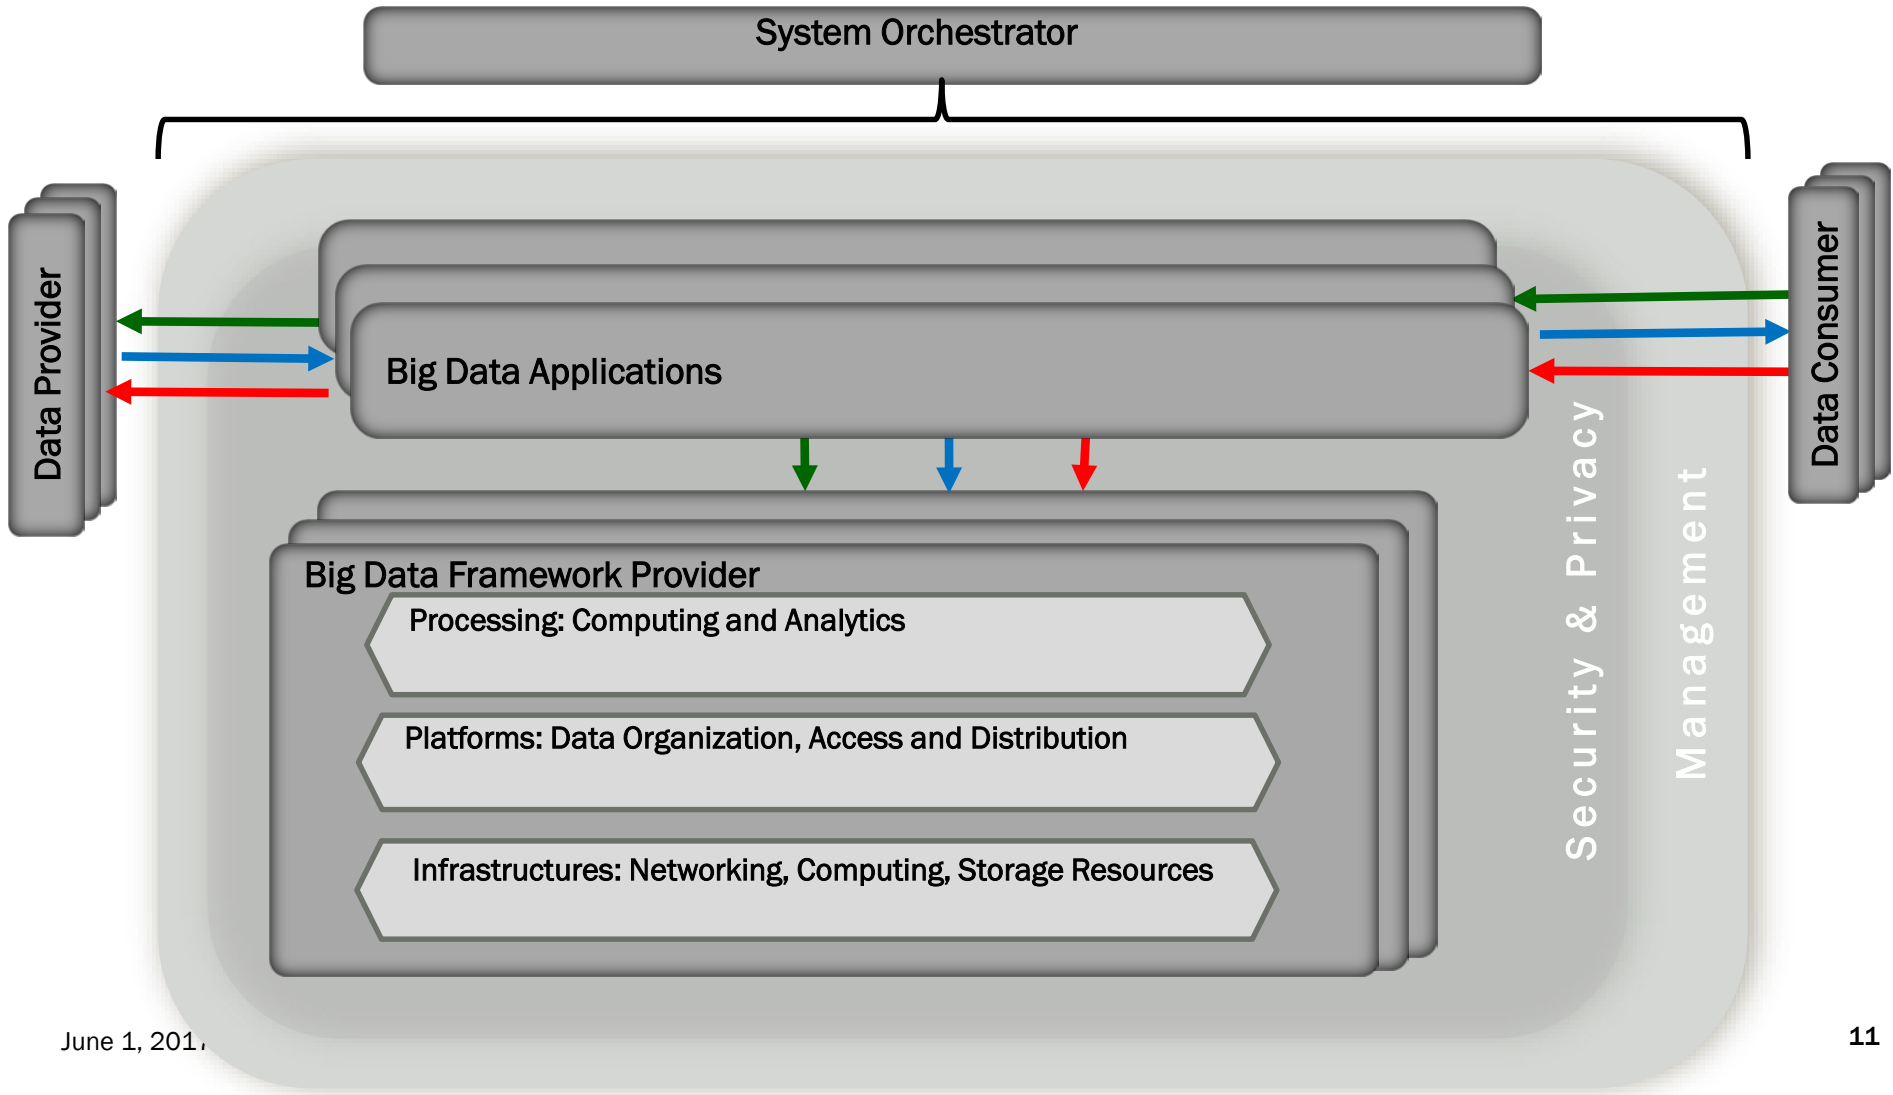 System Orchestrator
Data Provider
Data Consumer
Big Data Applications
Security & Privacy
Management
Big Data Framework Provider
Processing: Computing and Analytics
Platforms: Data Organization, Access and Distribution
Infrastructures: Networking, Computing, Storage Resources
June 1, 2017
11